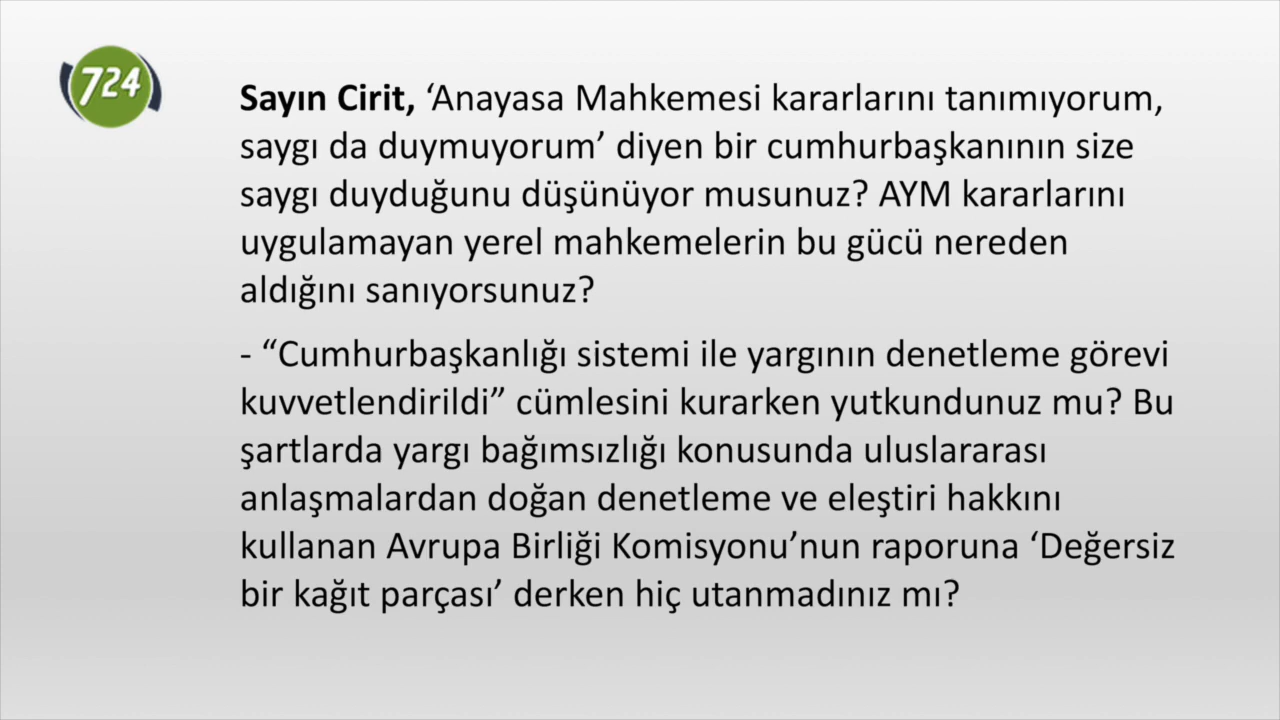 724
Sayın Cirit, ‘Anayasa Mahkemesi kararlarını tanımıyorum,
saygı da duymuyorum’ diyen bir cumhurbaşkanının size
saygı duyduğunu düşünüyor musunuz? AYM kararlarını
uygulamayan yerel mahkemelerin bu gücü nereden
aldığını sanıyorsunuz?
- “Cumhurbaşkanlığı sistemi ile yargının denetleme görevi
kuvvetlendirildi” cümlesini kurarken yutkundunuz mu? Bu
şartlarda yargı bağımsızlığı konusunda uluslararası
anlaşmalardan doğan denetleme ve eleştiri hakkını
kullanan Avrupa Birliği Komisyonu’nun raporuna ‘Değersiz
bir kağıt parçası’ derken hiç utanmadınız mı?